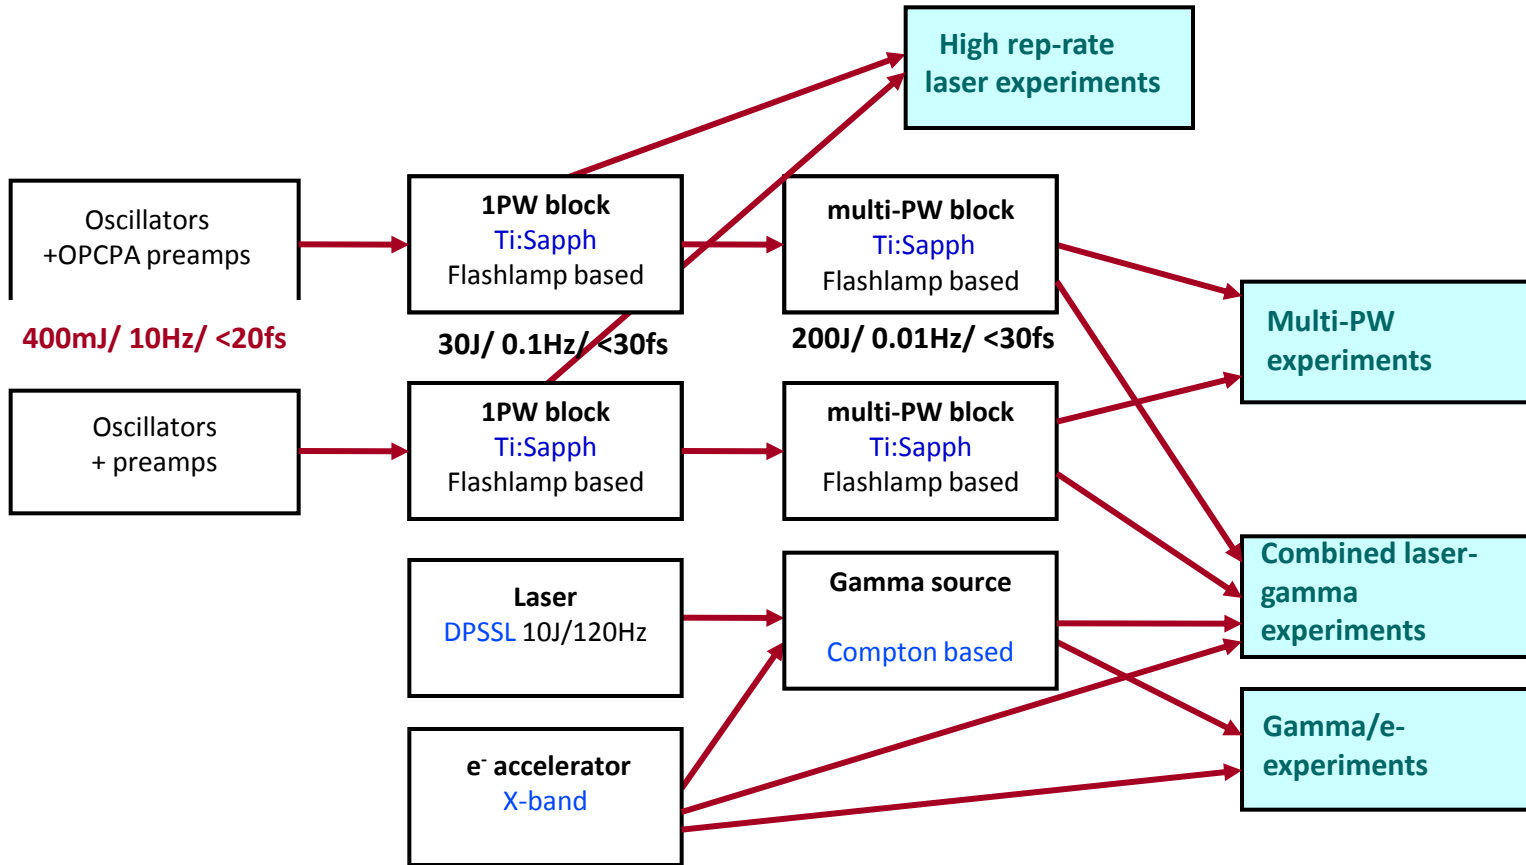 High rep-rate
laser experiments
Oscillators
+OPCPA preamps
1PW block
Ti:Sapph
Flashlamp based
multi-PW block
Ti:Sapph
Flashlamp based
400mJ/ 10Hz/ <20fs
30J/ 0.1Hz/ <30fs
200J/ 0.01Hz/ <30fs
Multi-PW
experiments
Oscillators
+ preamps
1PW block
Ti:Sapph
Flashlamp based
multi-PW block
Ti:Sapph
Flashlamp based
Laser
DPSSL 10J/120Hz
Gamma source
Compton based
Combined laser-
gamma
experiments
e⁻ accelerator
X-band
Gamma/e-
experiments